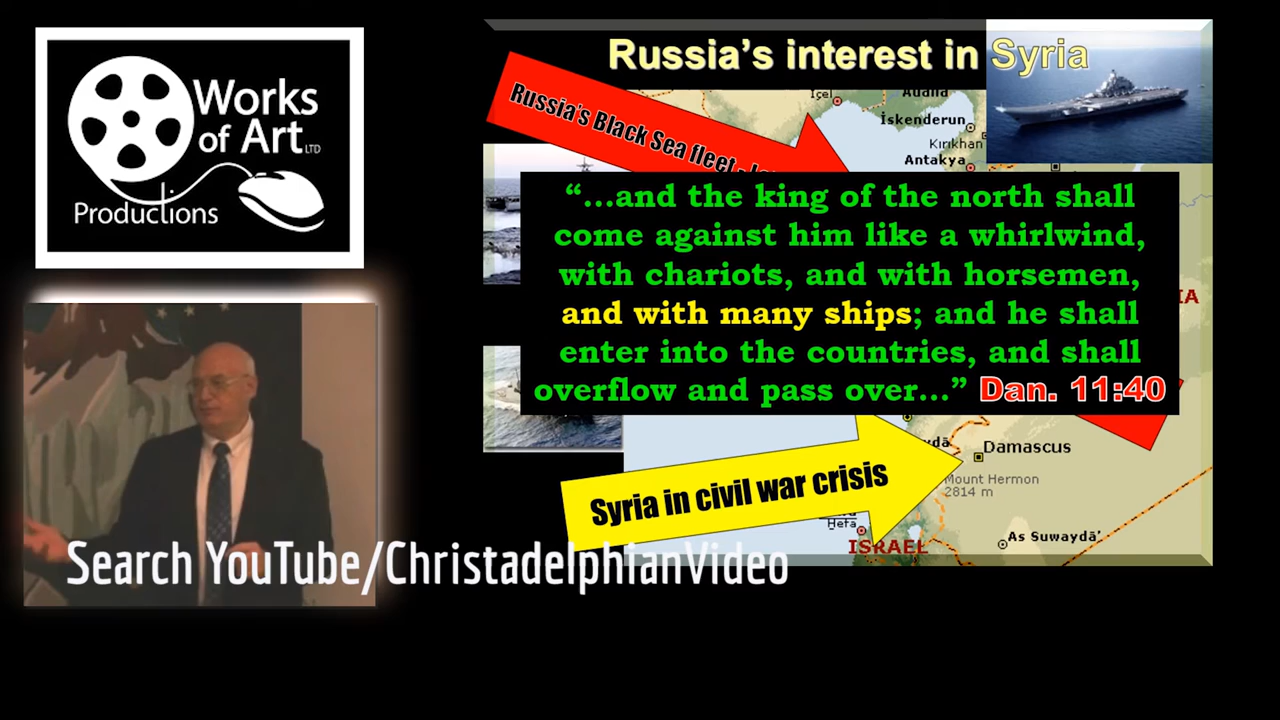 Works
of Art LTD
Productions
Russia's interest in Syria
Russia's Black Sea fleet -
İçel
Adana
İskenderun
Kırıkhan
Antakya
"...and the king of the north shall
come against him like a whirlwind,
with chariots, and with horsemen,
and with many ships; and he shall
enter into the countries, and shall
overflow and pass over..." Dan. 11:40
Damascus
Mount Hermon
2814 m
Syria in civil war crisis
Hefa
ISRAEL
As Suwaydā'
Search YouTube/ChristadelphianVideo